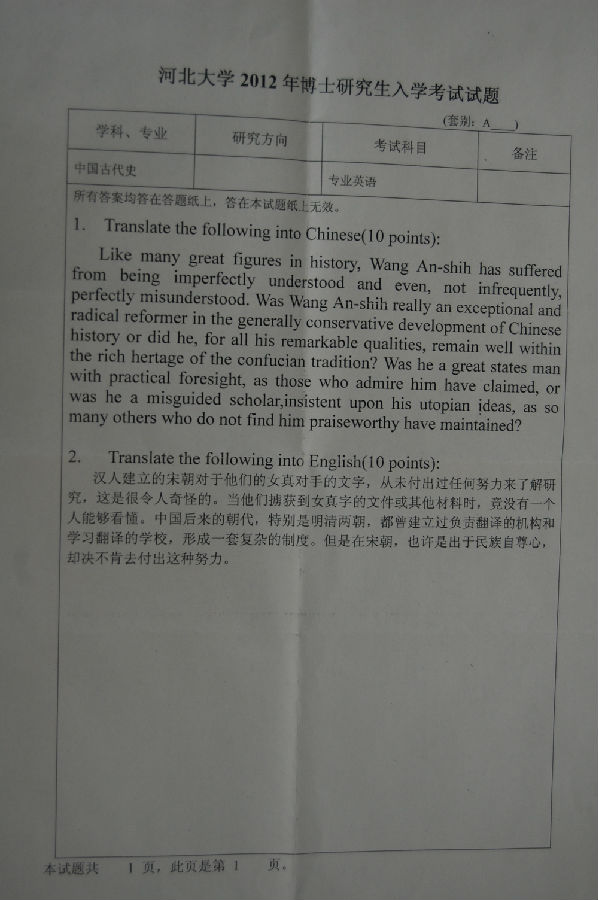 河北大学 2012 年博士研究生入学考试试题
(套别：A___)
学科、专业 研究方向 考试科目 备注
中国古代史 专业英语
所有答案均答在答题纸上，答在本试题纸上无效。
1. Translate the following into Chinese(10 points):
Like many great figures in history, Wang An-shih has suffered
from being imperfectly understood and even, not infrequently,
perfectly misunderstood. Was Wang An-shih really an exceptional and
radical reformer in the generally conservative development of Chinese
history or did he, for all his remarkable qualities, remain well within
the rich hertage of the confucian tradition? Was he a great states man
with practical foresight, as those who admire him have claimed, or
was he a misguided scholar,insistent upon his utopian ideas, as so
many others who do not find him praiseworthy have maintained?
2. Translate the following into English(10 points):
汉人建立的宋朝对于他们的女真对手的文字，从未付出过任何努力来了解研
究，这是很令人奇怪的。当他们掳获到女真字的文件或其他材料时，竟没有一个
人能够看懂。中国后来的朝代，特别是明清两朝，都曾建立过负责翻译的机构和
学习翻译的学校，形成一套复杂的制度。但是在宋朝，也许是出于民族自尊心，
却决不肯去付出这种努力。
本试题共 1 页，此页是第 1 页。